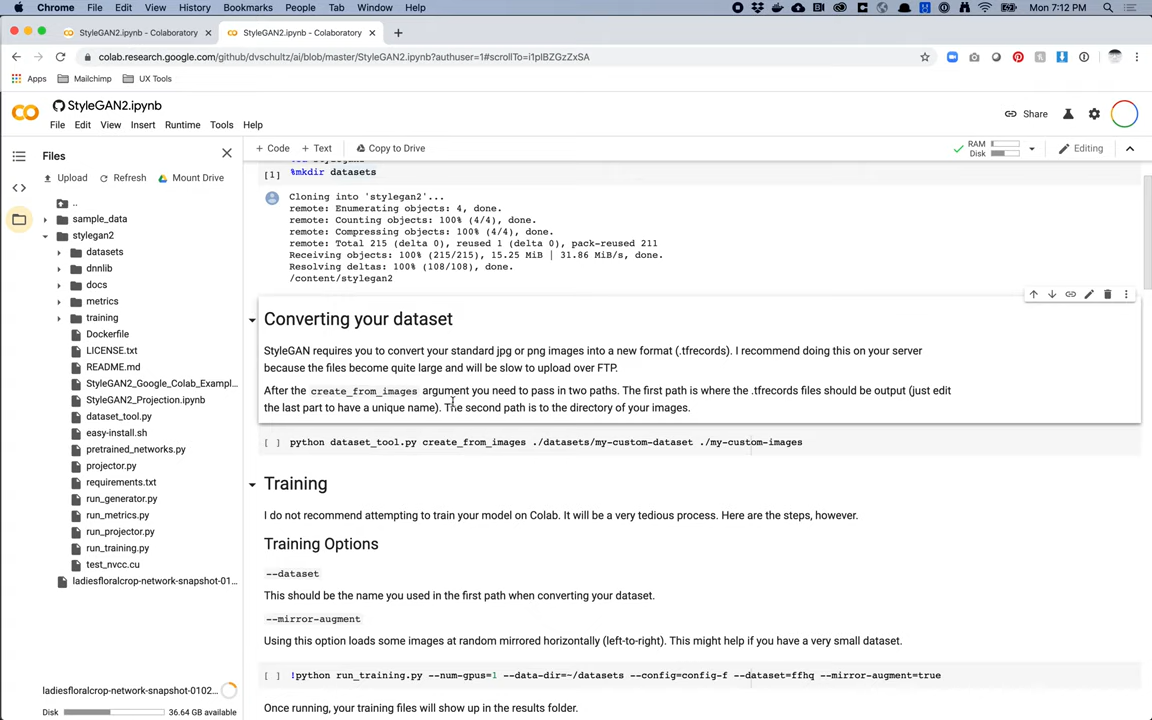 Chrome File Edit View History Bookmarks People Tab Window Help Mon 7:12 PM
StyleGAN2.ipynb - Colaboratory StyleGAN2.ipynb - Colaboratory
colab.research.google.com/github/dvschultz/ai/blob/master/StyleGAN2.ipynb?authuser=1#scrollTo=i1pIBZGzZxSA
Apps Mailchimp UX Tools
StyleGAN2.ipynb
Share
File Edit View Insert Runtime Tools Help
Files
+ Code + Text Copy to Drive
RAM
Disk
Editing
Upload Refresh Mount Drive
..
sample_data
stylegan2
datasets
dnnlib
docs
metrics
training
Dockerfile
LICENSE.txt
README.md
StyleGAN2_Google_Colab_Exampl...
StyleGAN2_Projection.ipynb
dataset_tool.py
easy-install.sh
pretrained_networks.py
projector.py
requirements.txt
run_generator.py
run_metrics.py
run_projector.py
run_training.py
test_nvcc.cu
ladiesfloralcrop-network-snapshot-01...
ladiesfloralcrop-network-snapshot-0102...
Disk 36.64 GB available
[1] %mkdir datasets
Cloning into 'stylegan2'...
remote: Enumerating objects: 4, done.
remote: Counting objects: 100% (4/4), done.
remote: Compressing objects: 100% (4/4), done.
remote: Total 215 (delta 0), reused 1 (delta 0), pack-reused 211
Receiving objects: 100% (215/215), 15.25 MiB | 31.86 MiB/s, done.
Resolving deltas: 100% (108/108), done.
/content/stylegan2
Converting your dataset
StyleGAN requires you to convert your standard jpg or png images into a new format (.tfrecords). I recommend doing this on your server
because the files become quite large and will be slow to upload over FTP.
After the create_from_images argument you need to pass in two paths. The first path is where the .tfrecords files should be output (just edit
the last part to have a unique name). The second path is to the directory of your images.
[ ] python dataset_tool.py create_from_images ./datasets/my-custom-dataset ./my-custom-images
Training
I do not recommend attempting to train your model on Colab. It will be a very tedious process. Here are the steps, however.
Training Options
--dataset
This should be the name you used in the first path when converting your dataset.
--mirror-augment
Using this option loads some images at random mirrored horizontally (left-to-right). This might help if you have a very small dataset.
[ ] !python run_training.py --num-gpus=1 --data-dir=~/datasets --config=config-f --dataset=ffhq --mirror-augment=true
Once running, your training files will show up in the results folder.